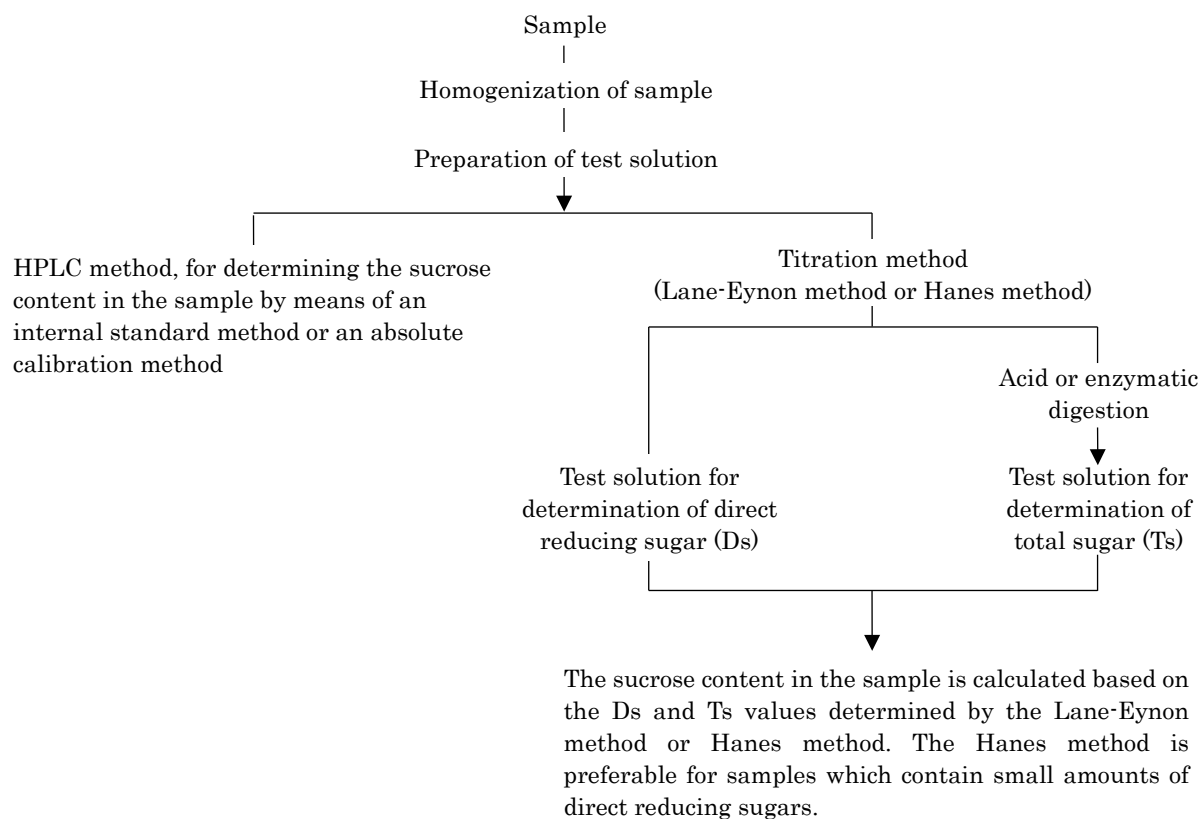 Sample
Homogenization of sample
Preparation of test solution
HPLC method, for determining the sucrose
content in the sample by means of an
internal standard method or an absolute
calibration method
Titration method
(Lane-Eynon method or Hanes method)
Acid or enzymatic
digestion
Test solution for
determination of direct
reducing sugar (Ds)
Test solution for
determination of
total sugar (Ts)
The sucrose content in the sample is calculated based on
the Ds and Ts values determined by the Lane-Eynon
method or Hanes method. The Hanes method is
preferable for samples which contain small amounts of
direct reducing sugars.